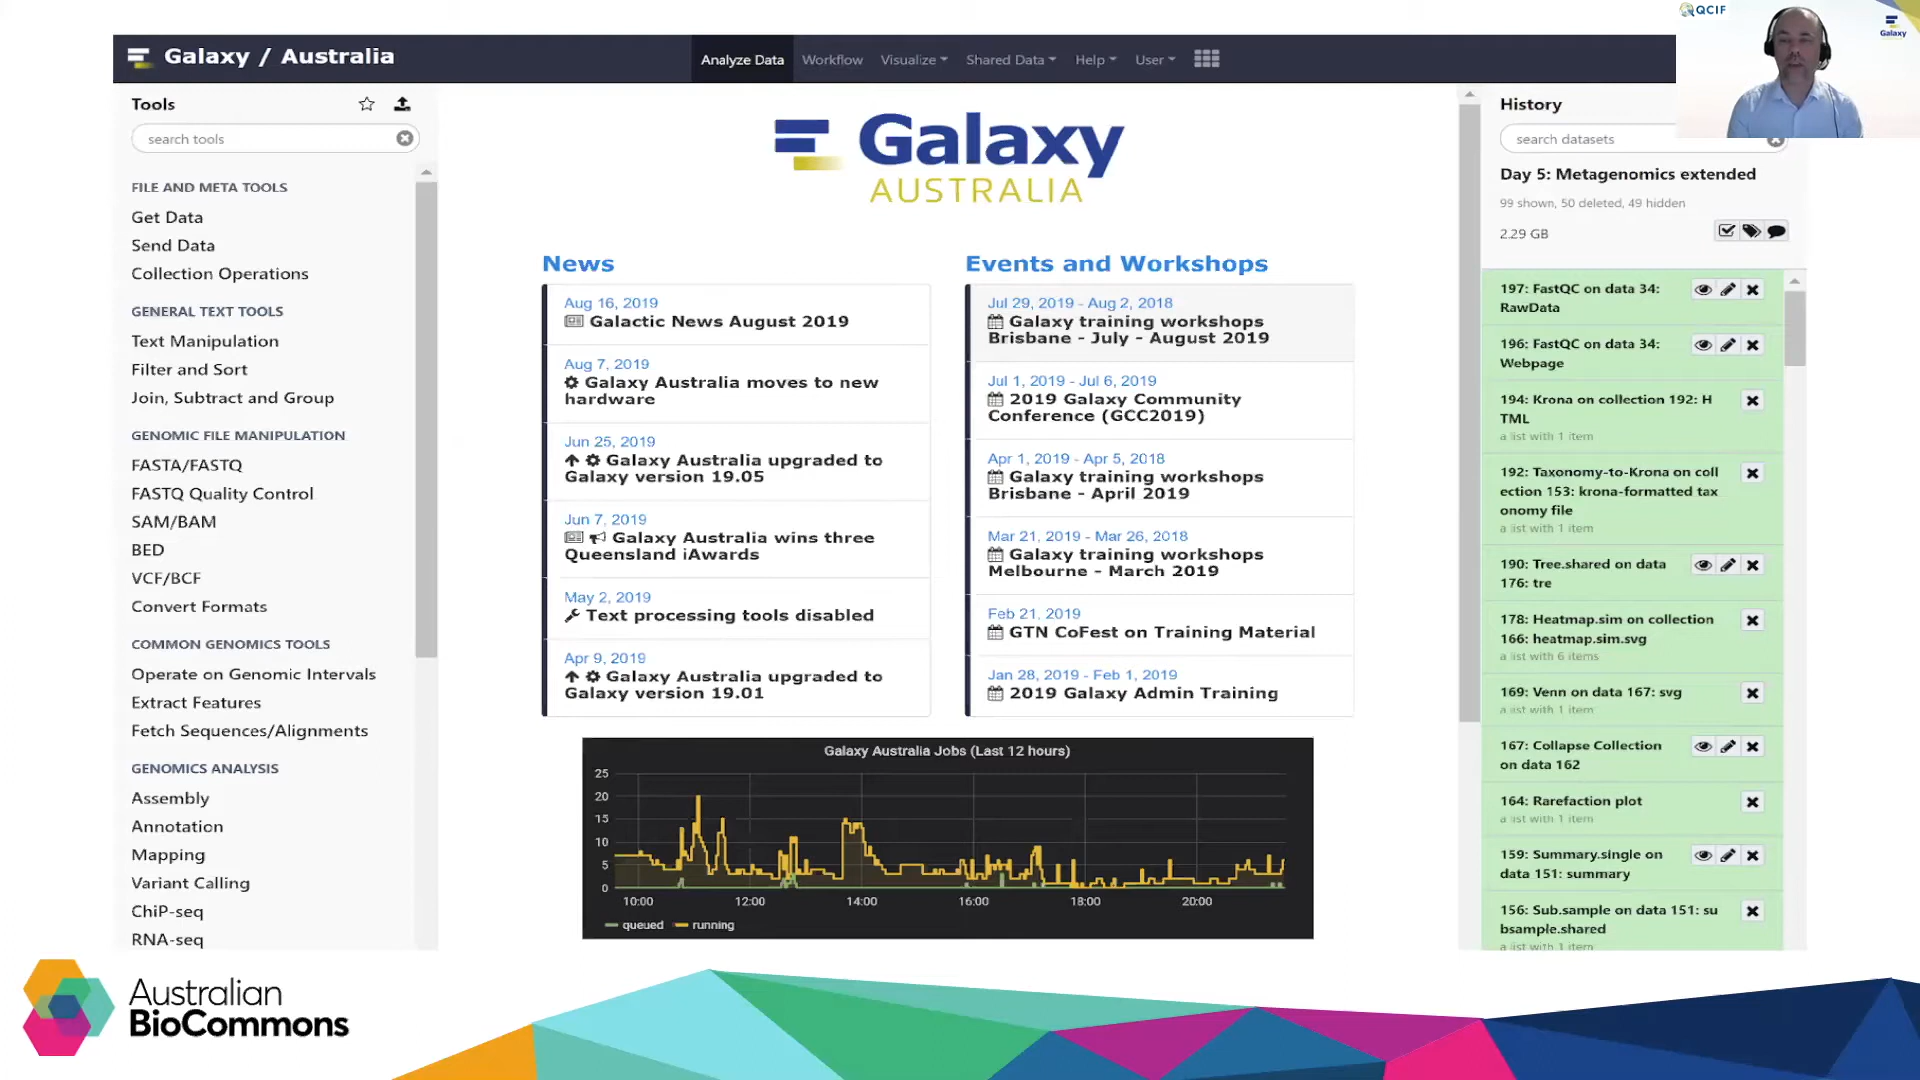 QCIF
Galaxy
Galaxy / Australia
Analyze Data
Workflow
Visualize
Shared Data
Help
User
Tools
search tools
FILE AND META TOOLS
Get Data
Send Data
Collection Operations
GENERAL TEXT TOOLS
Text Manipulation
Filter and Sort
Join, Subtract and Group
GENOMIC FILE MANIPULATION
FASTA/FASTQ
FASTQ Quality Control
SAM/BAM
BED
VCF/BCF
Convert Formats
COMMON GENOMICS TOOLS
Operate on Genomic Intervals
Extract Features
Fetch Sequences/Alignments
GENOMICS ANALYSIS
Assembly
Annotation
Mapping
Variant Calling
ChiP-seq
RNA-seq
Galaxy
AUSTRALIA
News
Aug 16, 2019
Galactic News August 2019
Aug 7, 2019
Galaxy Australia moves to new
hardware
Jun 25, 2019
Galaxy Australia upgraded to
Galaxy version 19.05
Jun 7, 2019
Galaxy Australia wins three
Queensland iAwards
May 2, 2019
Text processing tools disabled
Apr 9, 2019
Galaxy Australia upgraded to
Galaxy version 19.01
Events and Workshops
Jul 29, 2019 - Aug 2, 2018
Galaxy training workshops
Brisbane - July - August 2019
Jul 1, 2019 - Jul 6, 2019
2019 Galaxy Community
Conference (GCC2019)
Apr 1, 2019 - Apr 5, 2018
Galaxy training workshops
Brisbane - April 2019
Mar 21, 2019 - Mar 26, 2018
Galaxy training workshops
Melbourne - March 2019
Feb 21, 2019
GTN CoFest on Training Material
Jan 28, 2019 - Feb 1, 2019
2019 Galaxy Admin Training
Galaxy Australia Jobs (Last 12 hours)
25
20
15
10
5
0
10:00 12:00 14:00 16:00 18:00 20:00
queued running
History
search datasets
Day 5: Metagenomics extended
99 shown, 50 deleted, 49 hidden
2.29 GB
197: FastQC on data 34:
RawData
196: FastQC on data 34:
Webpage
194: Krona on collection 192: H
TML
a list with 1 item
192: Taxonomy-to-Krona on coll
ection 153: krona-formatted tax
onomy file
a list with 1 item
190: Tree.shared on data
176: tre
178: Heatmap.sim on collection
166: heatmap.sim.svg
a list with 6 items
169: Venn on data 167: svg
a list with 1 item
167: Collapse Collection
on data 162
164: Rarefaction plot
a list with 1 item
159: Summary.single on
data 151: summary
156: Sub.sample on data 151: su
bsample.shared
a list with 1 item
Australian
BioCommons